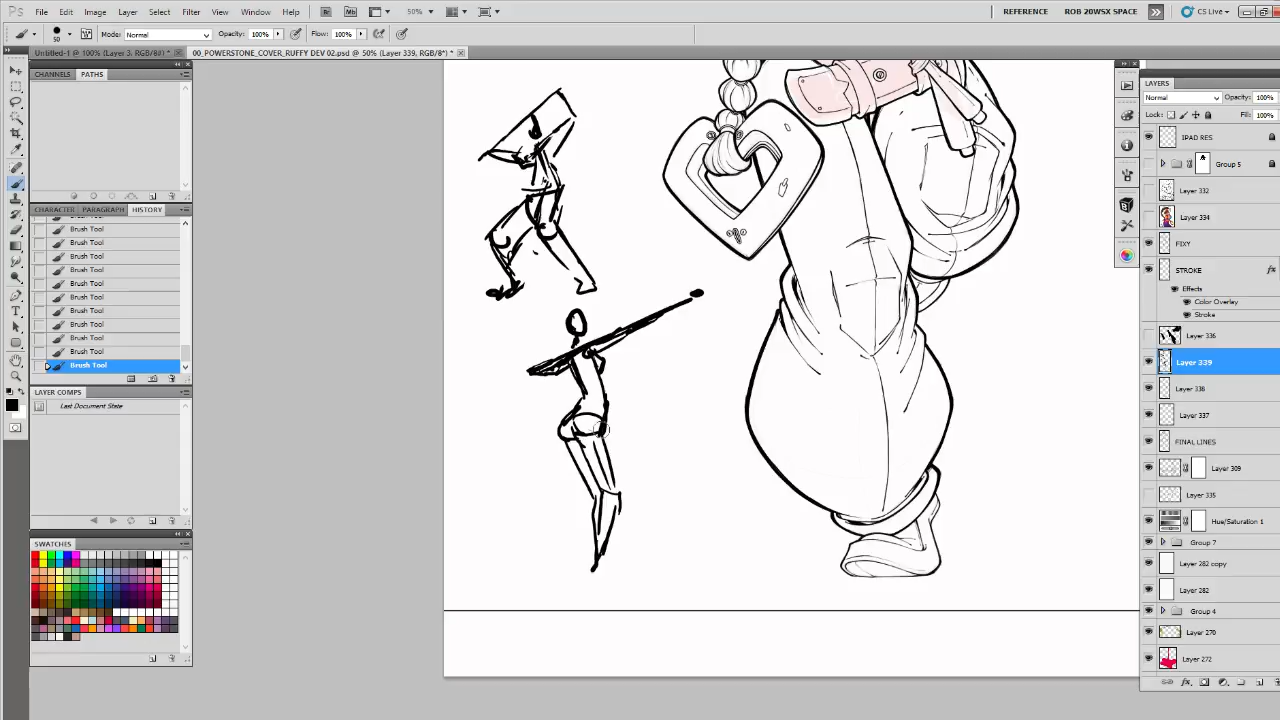 Ps File Edit Image Layer Select Filter Analysis View Window Help Br Mb 50% REFERENCE ROB 20WSX SPACE CS Live
50 Mode: Normal Opacity: 100% Flow: 100%
Untitled-1 @ 100% (Layer 3, RGB/8#) * 00_POWERSTONE_COVER_RUFFY DEV 02.psd @ 50% (Layer 339, RGB/8*) *
CHANNELS PATHS
CHARACTER PARAGRAPH HISTORY
Brush Tool
Brush Tool
Brush Tool
Brush Tool
Brush Tool
Brush Tool
Brush Tool
Brush Tool
Brush Tool
Brush Tool
LAYER COMPS
Last Document State
SWATCHES
LAYERS
Normal Opacity: 100%
Lock: Fill: 100%
IPAD RES
Group 5
Layer 332
Layer 334
FIXY
STROKE fx
Effects
Color Overlay
Stroke
Layer 336
Layer 339
Layer 338
Layer 337
FINAL LINES
Layer 309
Layer 335
Hue/Saturation 1
Group 7
Layer 282 copy
Layer 282
Group 4
Layer 270
Layer 272